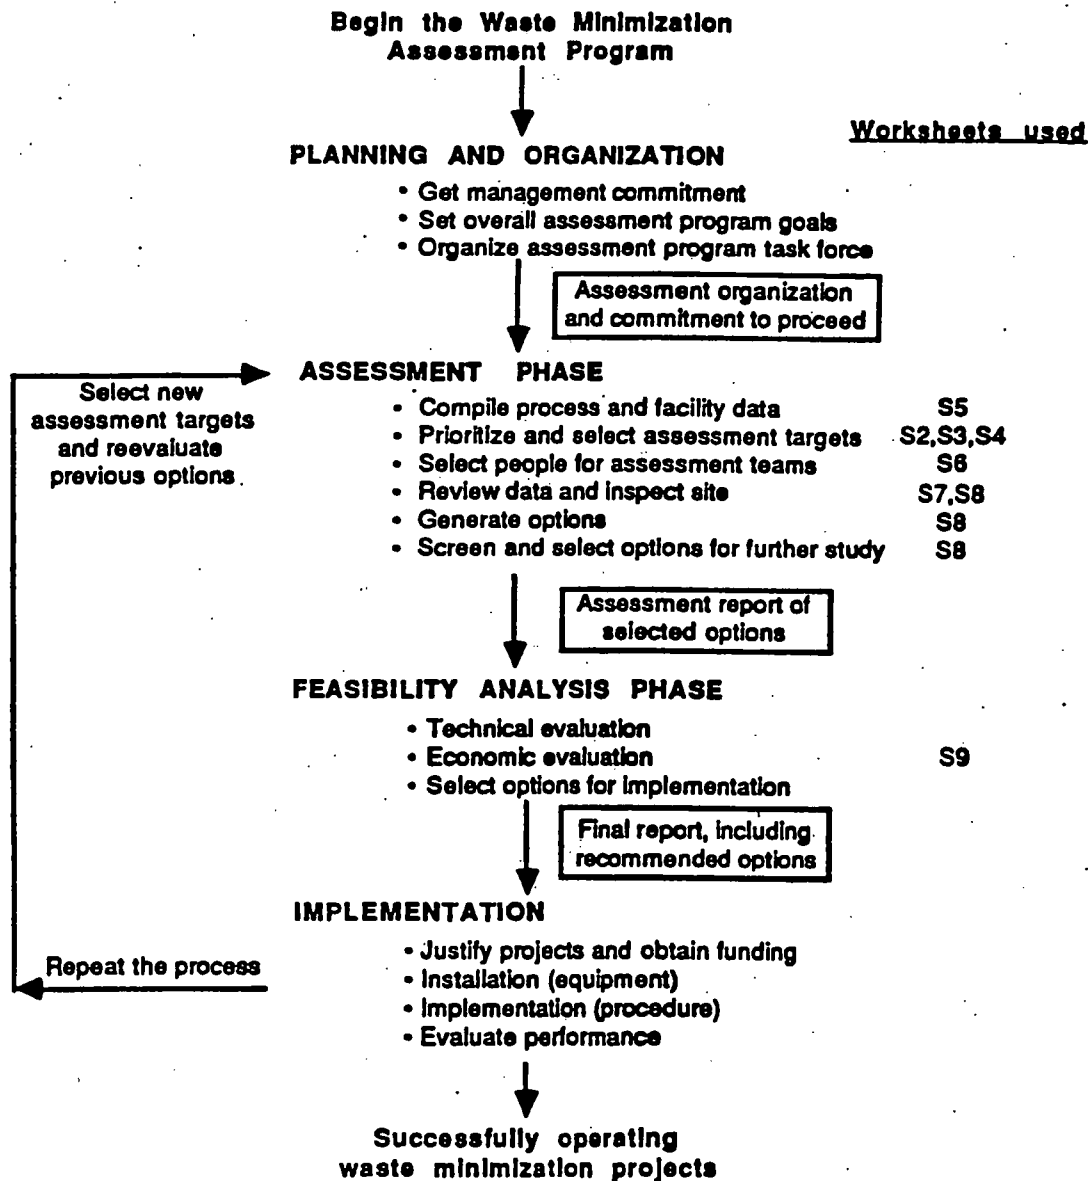 Begin the Waste Minimization
Assessment Program
Worksheets used
PLANNING AND ORGANIZATION
• Get management commitment
• Set overall assessment program goals
• Organize assessment program task force
Assessment organization
and commitment to proceed
ASSESSMENT PHASE
Select new
assessment targets
and reevaluate
previous options.
• Compile process and facility data S5
• Prioritize and select assessment targets S2,S3,S4
• Select people for assessment teams S6
• Review data and inspect site S7,S8
• Generate options S8
• Screen and select options for further study S8
Assessment report of
selected options
FEASIBILITY ANALYSIS PHASE
• Technical evaluation
• Economic evaluation S9
• Select options for implementation
Final report, including
recommended options
IMPLEMENTATION
• Justify projects and obtain funding
Repeat the process
• Installation (equipment)
• Implementation (procedure)
• Evaluate performance
Successfully operating
waste minimization projects